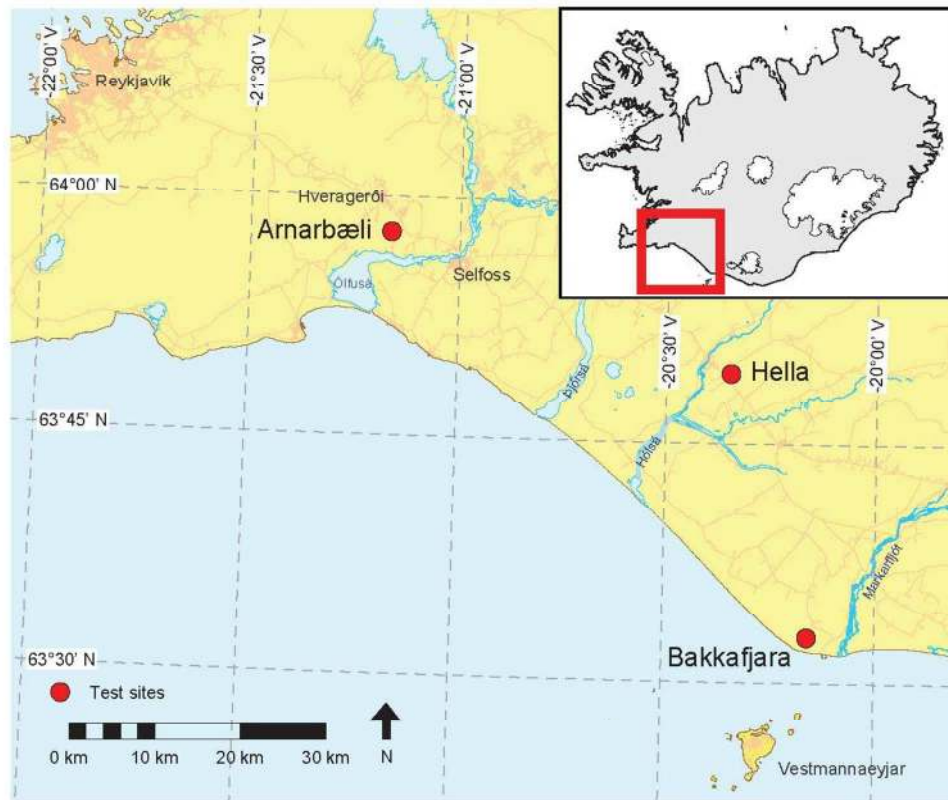 -22°00' V
-21°30' V
-21°00' V
Reykjavík
64°00' N
Hveragerði
Arnarbæli
Selfoss
Ölfusá
-20°30' V
-20°00' V
Hella
Þjórsá
63°45' N
Hólsá
Markarfljót
Bakkafjara
63°30' N
Test sites
0 km 10 km 20 km 30 km
N
Vestmannaeyjar